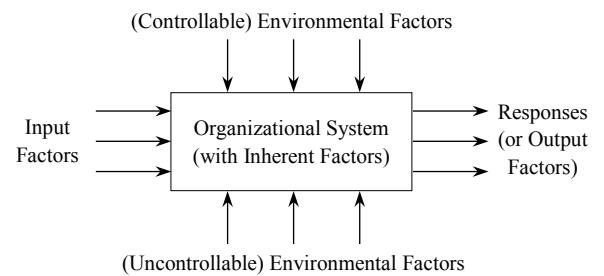 (Controllable) Environmental Factors
Input
Factors
Organizational System
(with Inherent Factors)
Responses
(or Output
Factors)
(Uncontrollable) Environmental Factors